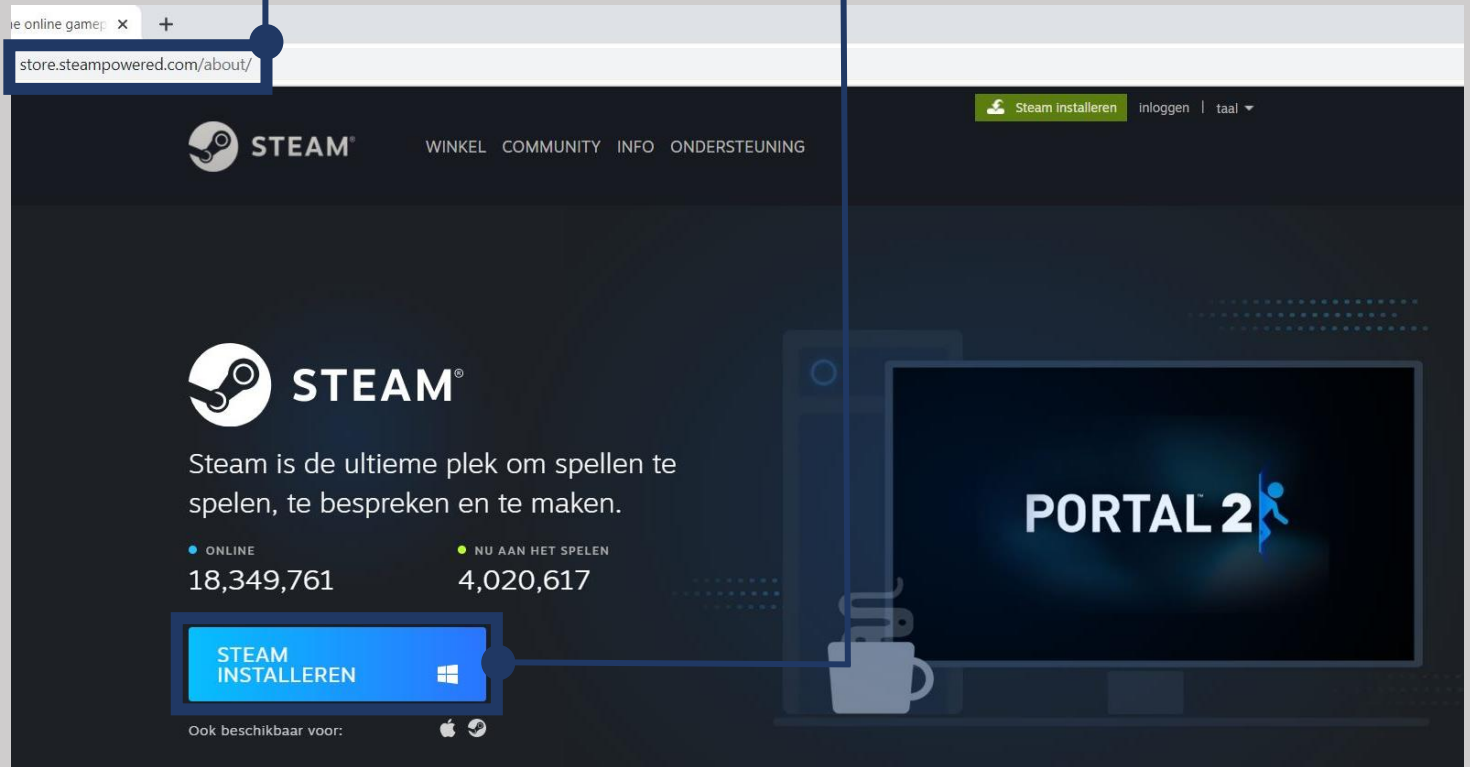 ne online gamep × +
store.steampowered.com/about/
Steam installeren inloggen | taal
STEAM®
WINKEL COMMUNITY INFO ONDERSTEUNING
STEAM®
Steam is de ultieme plek om spellen te
spelen, te bespreken en te maken.
ONLINE
18,349,761
NU AAN HET SPELEN
4,020,617
STEAM
INSTALLEREN
Ook beschikbaar voor:
PORTAL™ 2